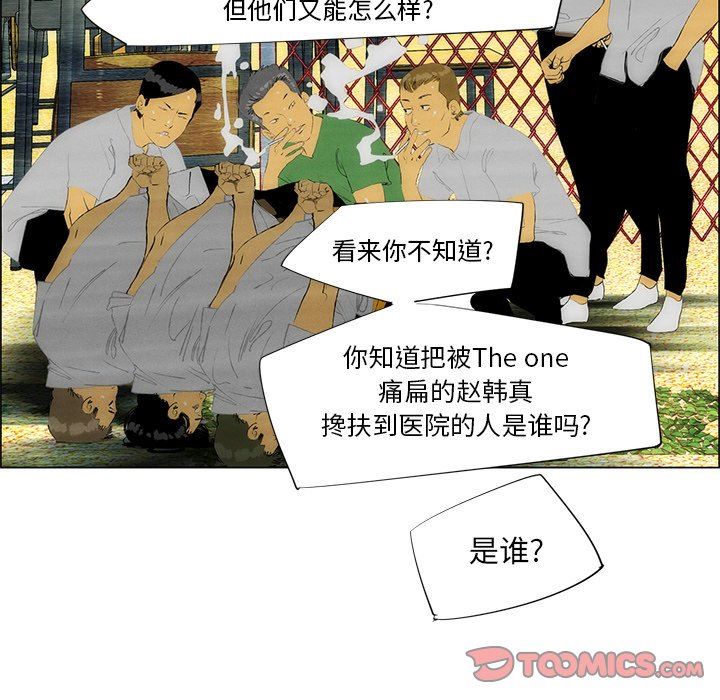 但他们又能怎么样?
看来你不知道?
你知道把被The one
痛扁的赵韩真
搀扶到医院的人是谁吗?
是谁?
TOOMICS.COM